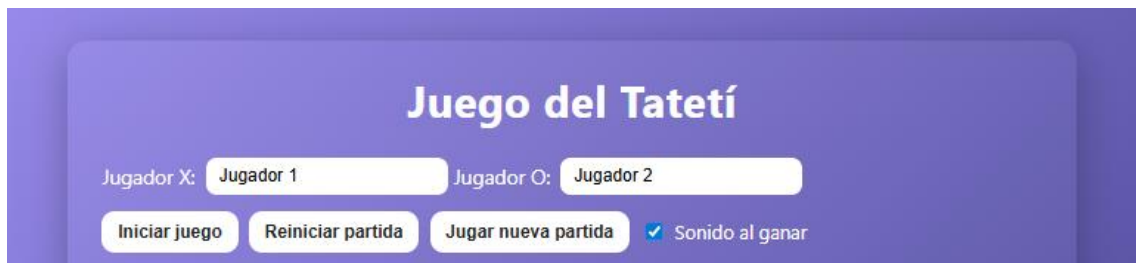 Juego del Tatetí
Jugador X: Jugador 1 Jugador O: Jugador 2
Iniciar juego Reiniciar partida Jugar nueva partida Sonido al ganar